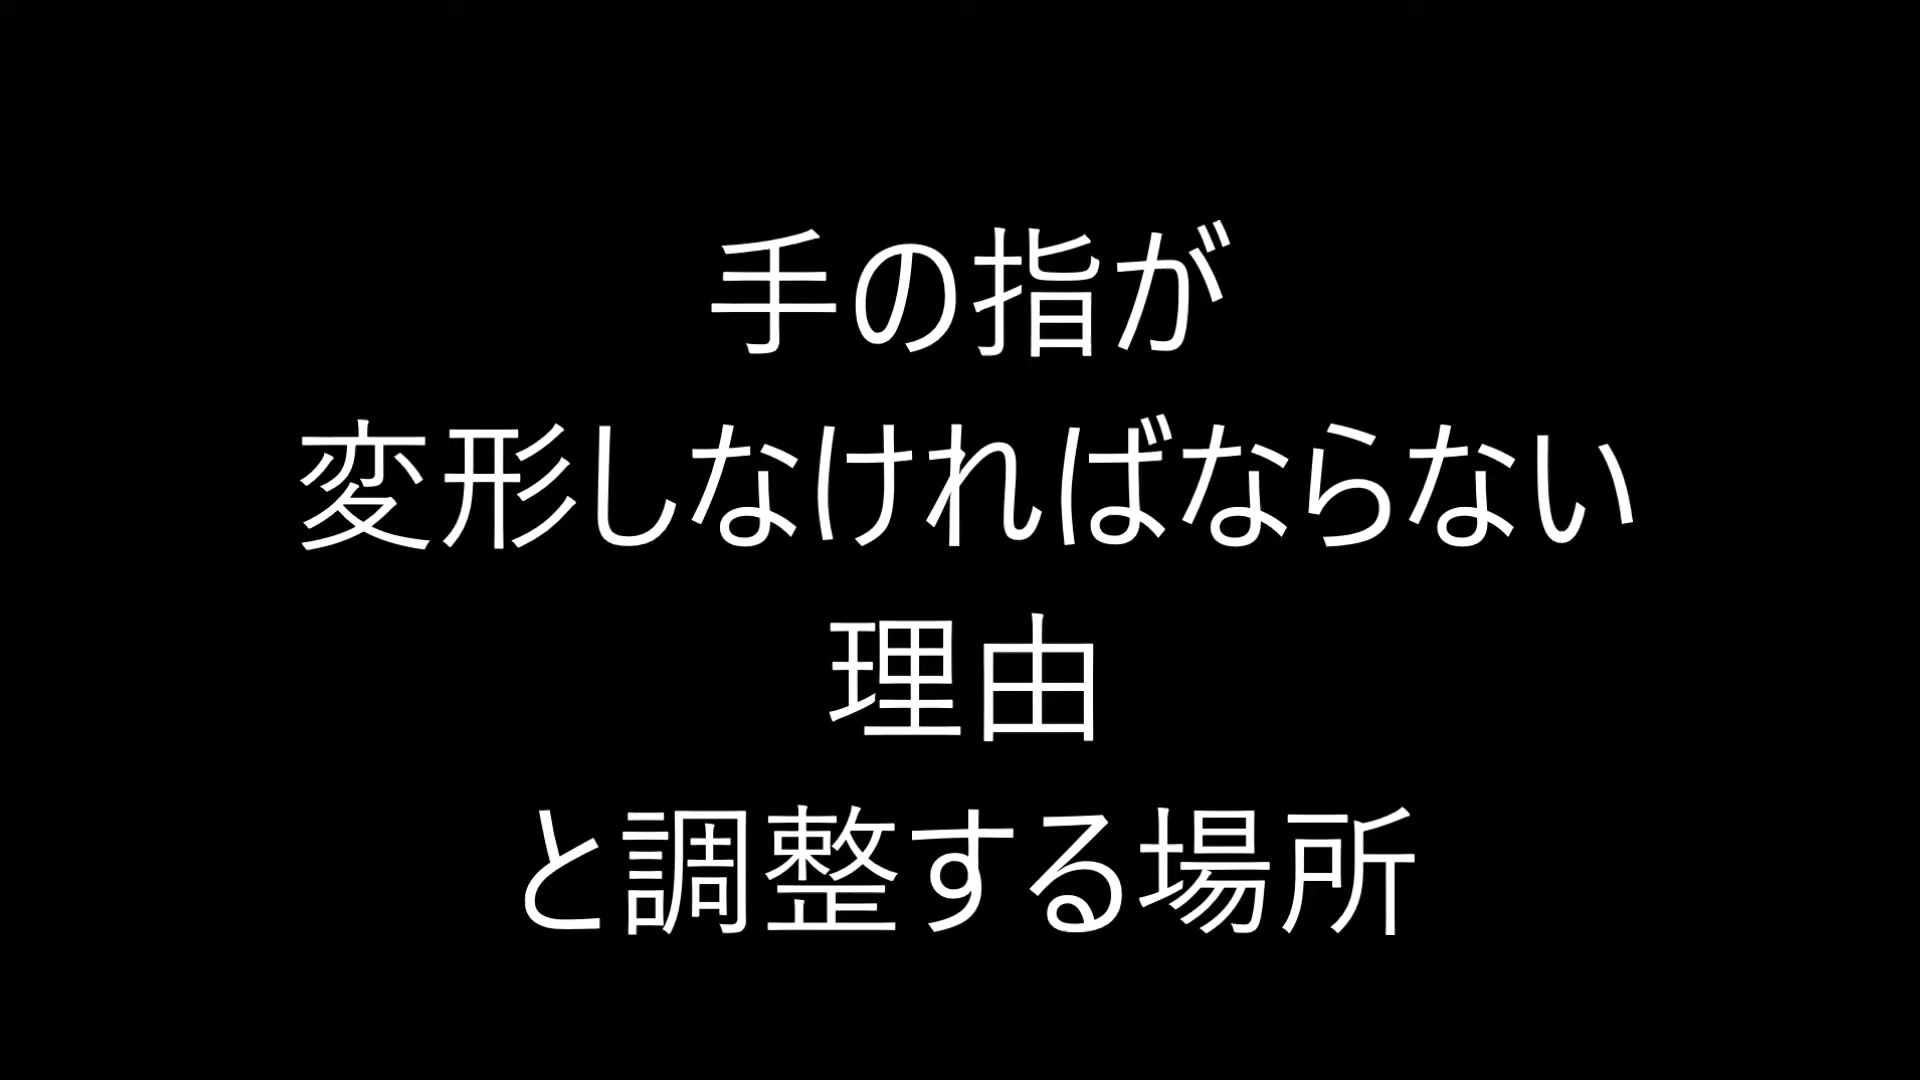 手の指が
変形しなければならない
理由
と調整する場所